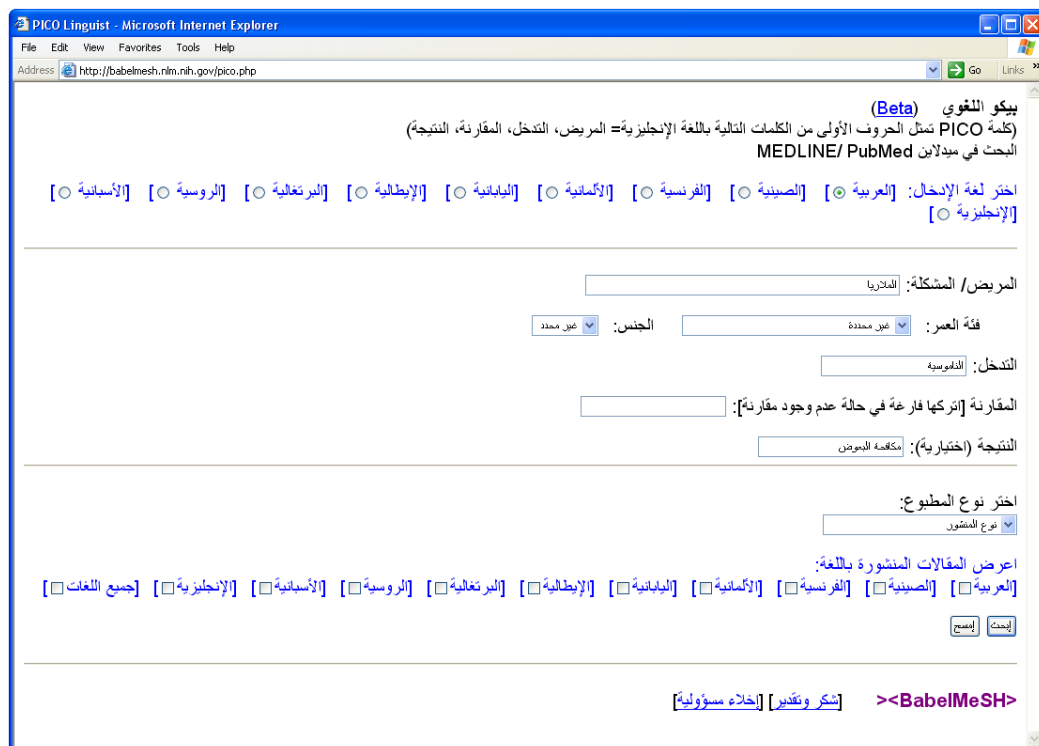 PICO Linguist - Microsoft Internet Explorer
File Edit View Favorites Tools Help
Address http://babelmesh.nlm.nih.gov/pico.php Go Links »
بيكو اللغوي (Beta)
(كلمة PICO تمثل الحروف الأولى من الكلمات التالية باللغة الإنجليزية= المريض، التدخل، المقارنة، النتيجة)
البحث في ميدلاين MEDLINE/ PubMed
اختر لغة الإدخال: [العربية] [الصينية] [الفرنسية] [الألمانية] [اليابانية] [الإيطالية] [البرتغالية] [الروسية] [الأسبانية]
[الإنجليزية]
المريض/ المشكلة: الملاريا
فئة العمر: غير محددة الجنس: غير محدد
التدخل: الناموسية
المقارنة [اتركها فارغة في حالة عدم وجود مقارنة]:
النتيجة (اختيارية): مكافحة البعوض
اختر نوع المطبوع:
نوع المنشور
اعرض المقالات المنشورة باللغة:
[العربية] [الصينية] [الفرنسية] [الألمانية] [اليابانية] [الإيطالية] [البرتغالية] [الروسية] [الأسبانية] [الإنجليزية] [جميع اللغات]
إبحث إمسح
<BabelMeSH> [شكر وتقدير] [إخلاء مسؤولية]